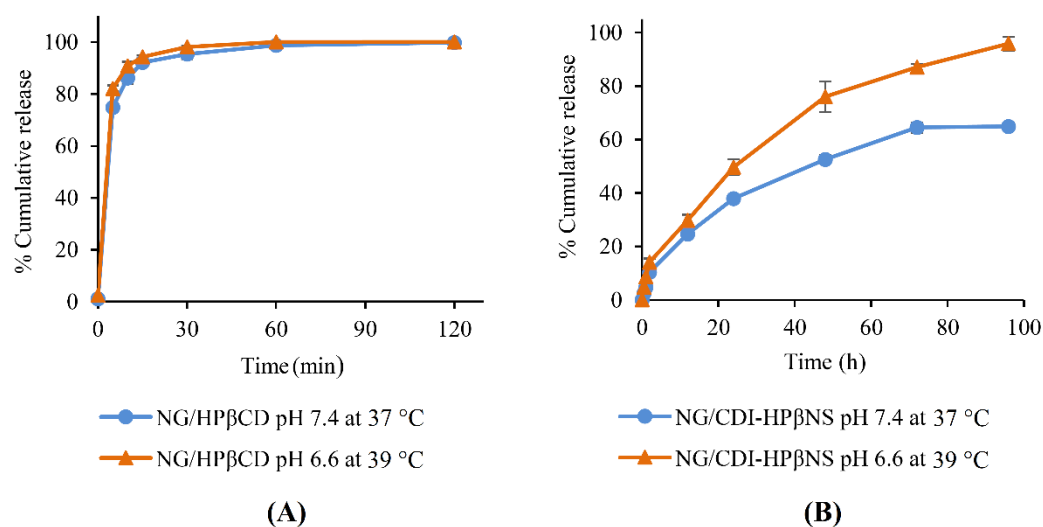 % Cumulative release
100
80
60
40
20
0
0 30 60 90 120
Time (min)
NG/HPβCD pH 7.4 at 37 °C
NG/HPβCD pH 6.6 at 39 °C
(A)
% Cumulative release
100
80
60
40
20
0
0 20 40 60 80 100
Time (h)
NG/CDI-HPβNS pH 7.4 at 37 °C
NG/CDI-HPβNS pH 6.6 at 39 °C
(B)